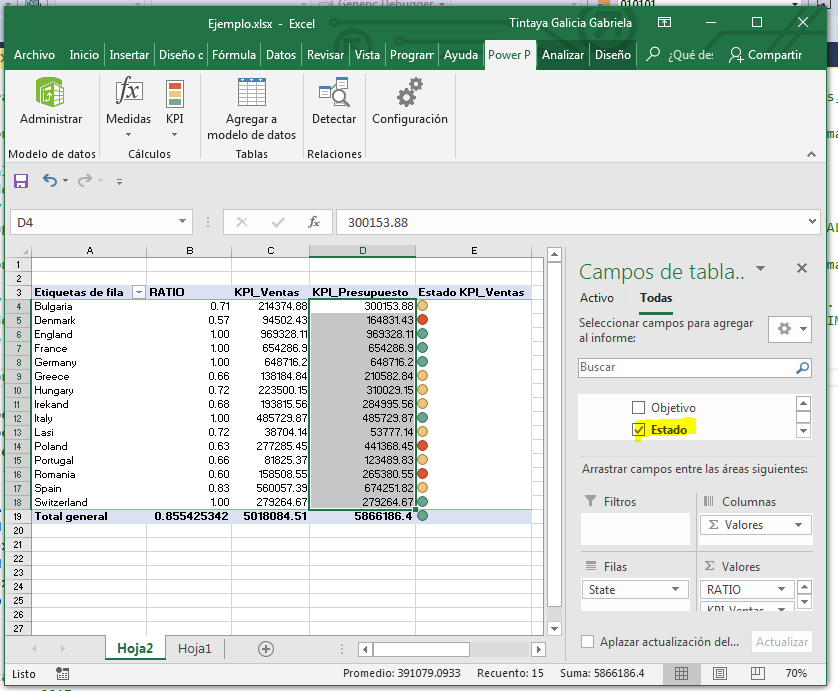 Ejemplo.xlsx - Excel
Tintaya Galicia Gabriela
Archivo Inicio Insertar Diseño c Fórmula Datos Revisar Vista Program Ayuda Power P Analizar Diseño ¿Qué de: Compartir
Administrar
Medidas KPI
Agregar a
modelo de datos
Detectar
Configuración
Modelo de datos Cálculos Tablas Relaciones
D4 fx 300153.88
A B C D E
1
2
3 Etiquetas de fila RATIO KPI_Ventas KPI_Presupuesto Estado KPI_Ventas
4 Bulgaria 0.71 214374.88 300153.88
5 Denmark 0.57 94502.43 164831.43
6 England 1.00 969328.11 969328.11
7 France 1.00 654286.9 654286.9
8 Germany 1.00 648716.2 648716.2
9 Greece 0.66 138184.84 210582.84
10 Hungary 0.72 223500.15 310029.15
11 Irekand 0.68 193815.56 284995.56
12 Italy 1.00 485729.87 485729.87
13 Lasi 0.72 38704.14 53777.14
14 Poland 0.63 277285.45 441368.45
15 Portugal 0.66 81825.37 123489.83
16 Romania 0.60 158508.55 265380.55
17 Spain 0.83 560057.39 674251.82
18 Switzerland 1.00 279264.67 279264.67
19 Total general 0.855425342 5018084.51 5866186.4
20
21
22
23
24
25
26
27
Campos de tabla..
Activo Todas
Seleccionar campos para agregar
al informe:
Buscar
Objetivo
Estado
Arrastrar campos entre las áreas siguientes:
Filtros
Columnas
Σ Valores
Filas
Σ Valores
State
RATIO
KPI_Ventas
Aplazar actualización del...
Actualizar
Hoja2 Hoja1
Listo
Promedio: 391079.0933 Recuento: 15 Suma: 5866186.4
70%